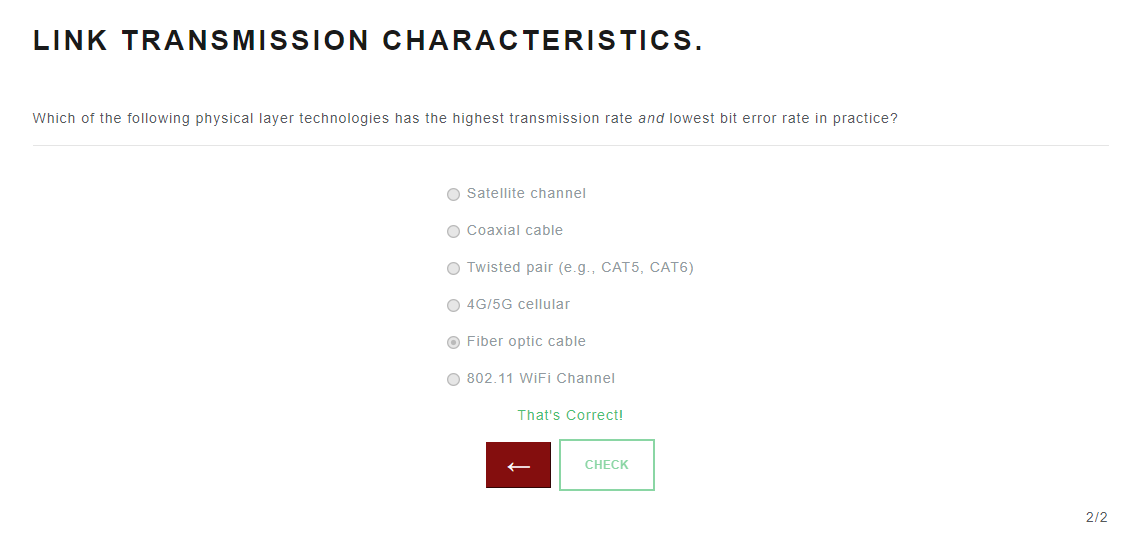 LINK TRANSMISSION CHARACTERISTICS.
Which of the following physical layer technologies has the highest transmission rate and lowest bit error rate in practice?
Satellite channel
Coaxial cable
Twisted pair (e.g., CAT5, CAT6)
4G/5G cellular
Fiber optic cable
802.11 WiFi Channel
That's Correct!
← CHECK
2/2